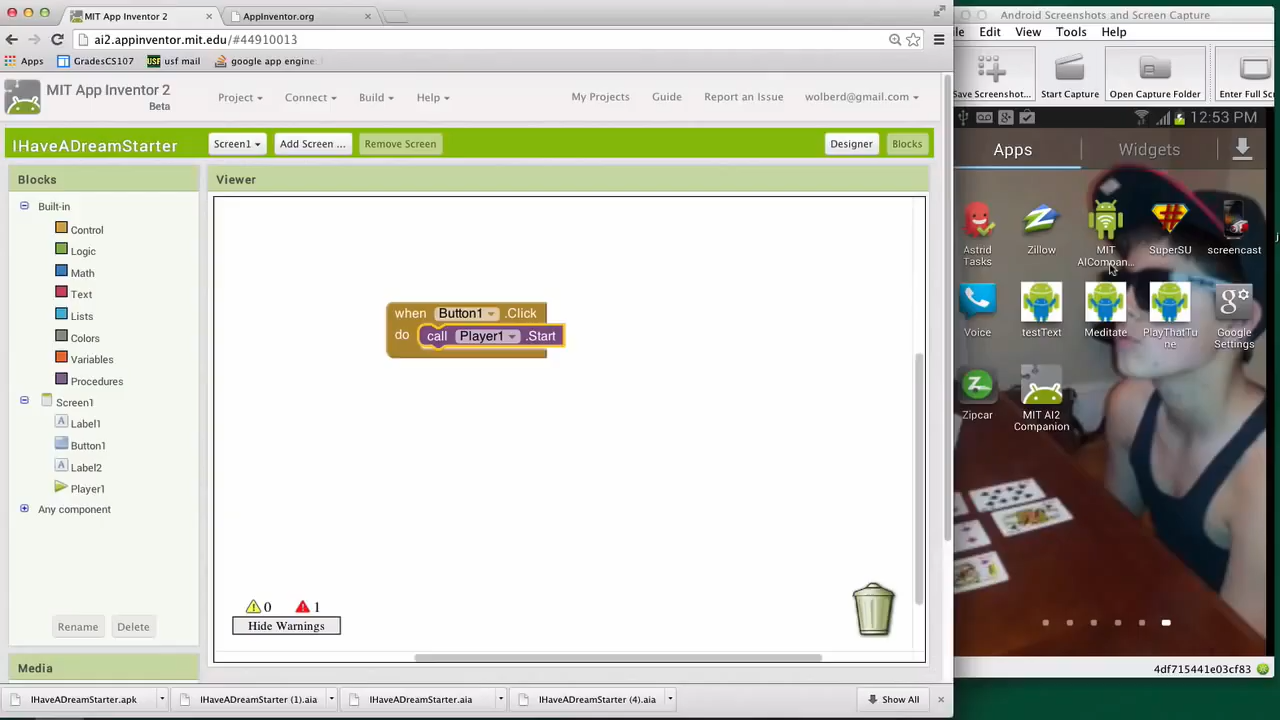 MIT App Inventor 2
AppInventor.org
ai2.appinventor.mit.edu/#44910013
Apps
GradesCS107
usf mail
google app engine
MIT App Inventor 2
Beta
Project
Connect
Build
Help
My Projects
Guide
Report an Issue
wolberd@gmail.com
IHaveADreamStarter
Screen1
Add Screen ...
Remove Screen
Designer
Blocks
Blocks
Built-in
Control
Logic
Math
Text
Lists
Colors
Variables
Procedures
Screen1
Label1
Button1
Label2
Player1
Any component
Rename
Delete
Media
Viewer
when Button1 .Click
do call Player1 .Start
0
1
Hide Warnings
IHaveADreamStarter.apk
IHaveADreamStarter (1).aia
IHaveADreamStarter.aia
IHaveADreamStarter (4).aia
Show All
Android Screenshots and Screen Capture
ile
Edit
View
Tools
Help
Save Screenshot...
Start Capture
Open Capture Folder
Enter Full Scr
12:53 PM
Apps
Widgets
Astrid
Tasks
Zillow
MIT
AICompan...
SuperSU
screencast
Voice
testText
Meditate
PlayThatTu
ne
Google
Settings
Zipcar
MIT AI2
Companion
4df715441e03cf83